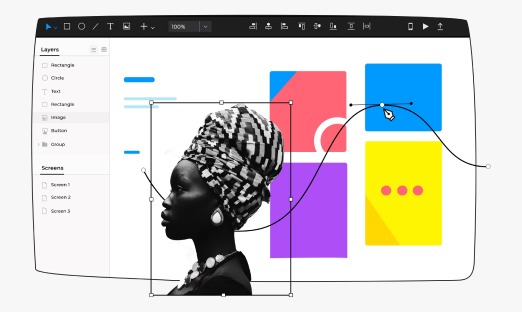 T
100%
Layers
Rectangle
Circle
Text
Rectangle
Image
Button
Group
Screens
Screen 1
Screen 2
Screen 3